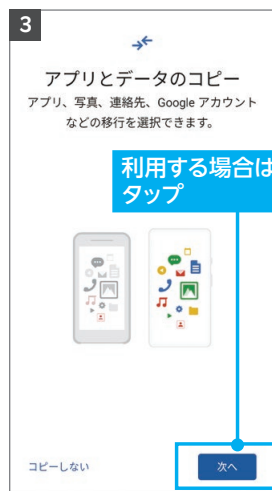 3
アプリとデータのコピー
アプリ、写真、連絡先、Google アカウント
などの移行を選択できます。
利用する場合は
タップ
コピーしない
次へ